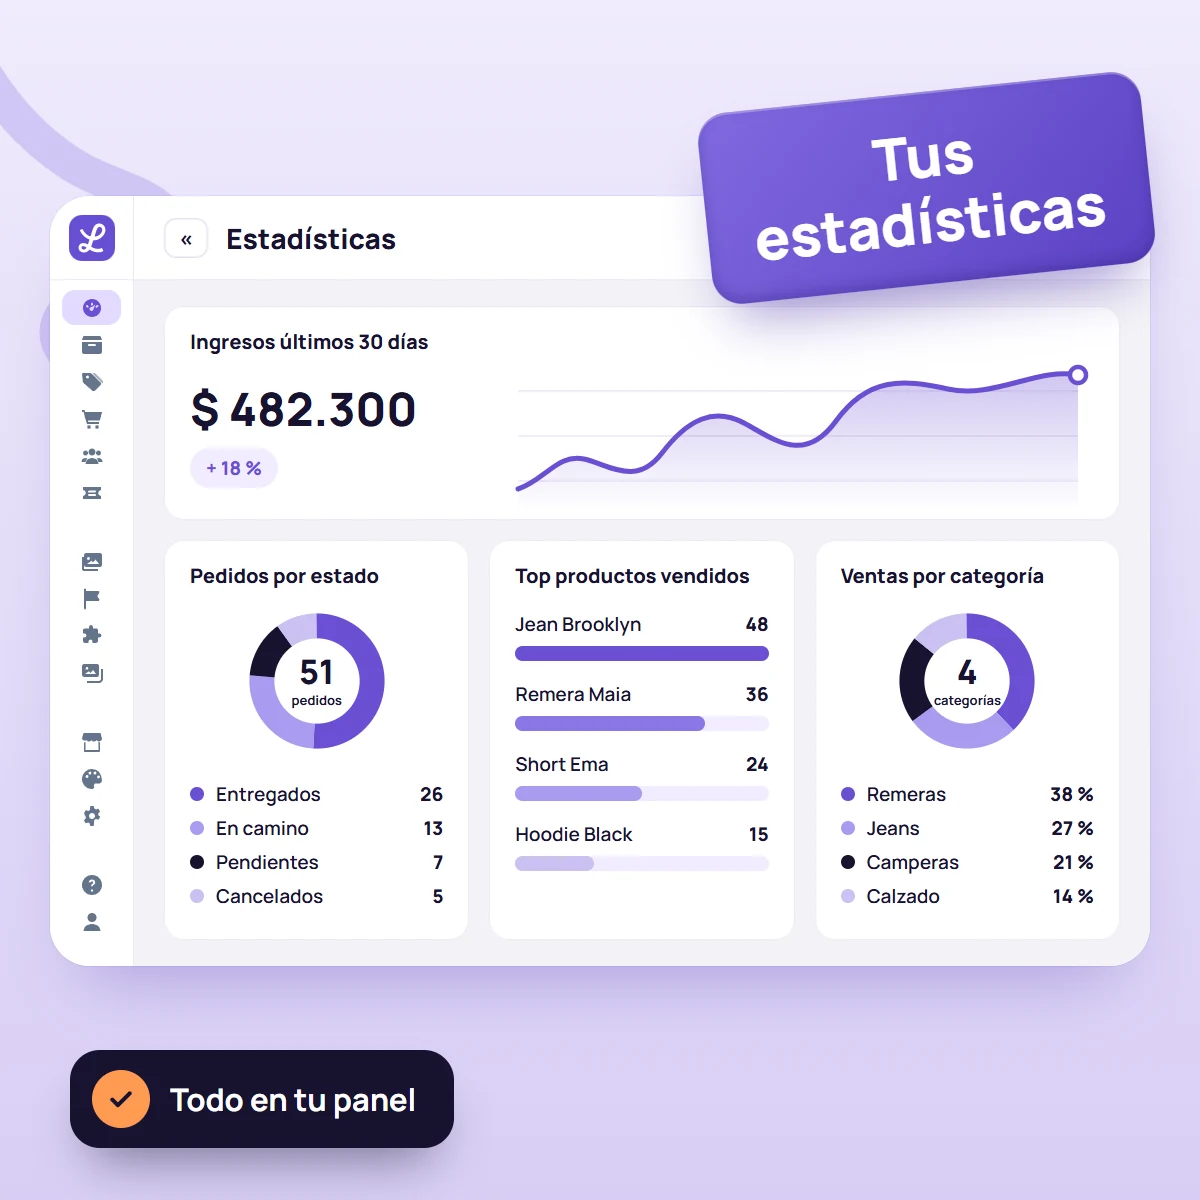 Tus
estadísticas
L
« Estadísticas
Ingresos últimos 30 días
$ 482.300
+ 18 %
Pedidos por estado
51
pedidos
Entregados 26
En camino 13
Pendientes 7
Cancelados 5
Top productos vendidos
Jean Brooklyn 48
Remera Maia 36
Short Ema 24
Hoodie Black 15
Ventas por categoría
4
categorías
Remeras 38 %
Jeans 27 %
Camperas 21 %
Calzado 14 %
Todo en tu panel